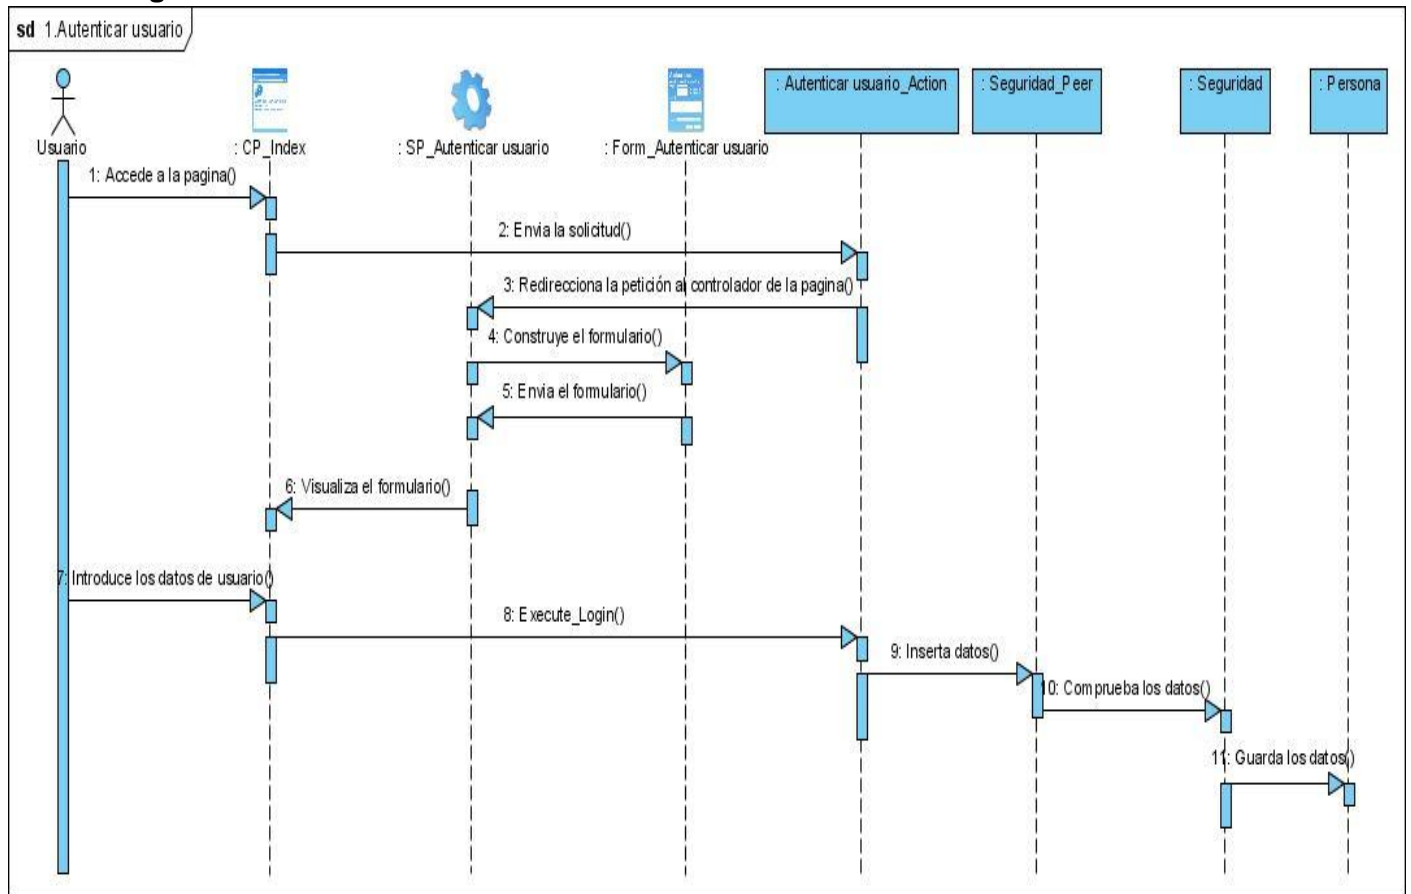 sd 1.Autenticar usuario
: Autenticar usuario_Action
: Seguridad_Peer
: Seguridad
: Persona
Usuario
: CP_Index
: SP_Autenticar usuario
: Form_Autenticar usuario
1: Accede a la pagina()
2: Envia la solicitud()
3: Redirecciona la petición al controlador de la pagina()
4: Construye el formulario()
5: Envia el formulario()
6: Visualiza el formulario()
7: Introduce los datos de usuario()
8: Execute_Login()
9: Inserta datos()
10: Comprueba los datos()
11: Guarda los datos()